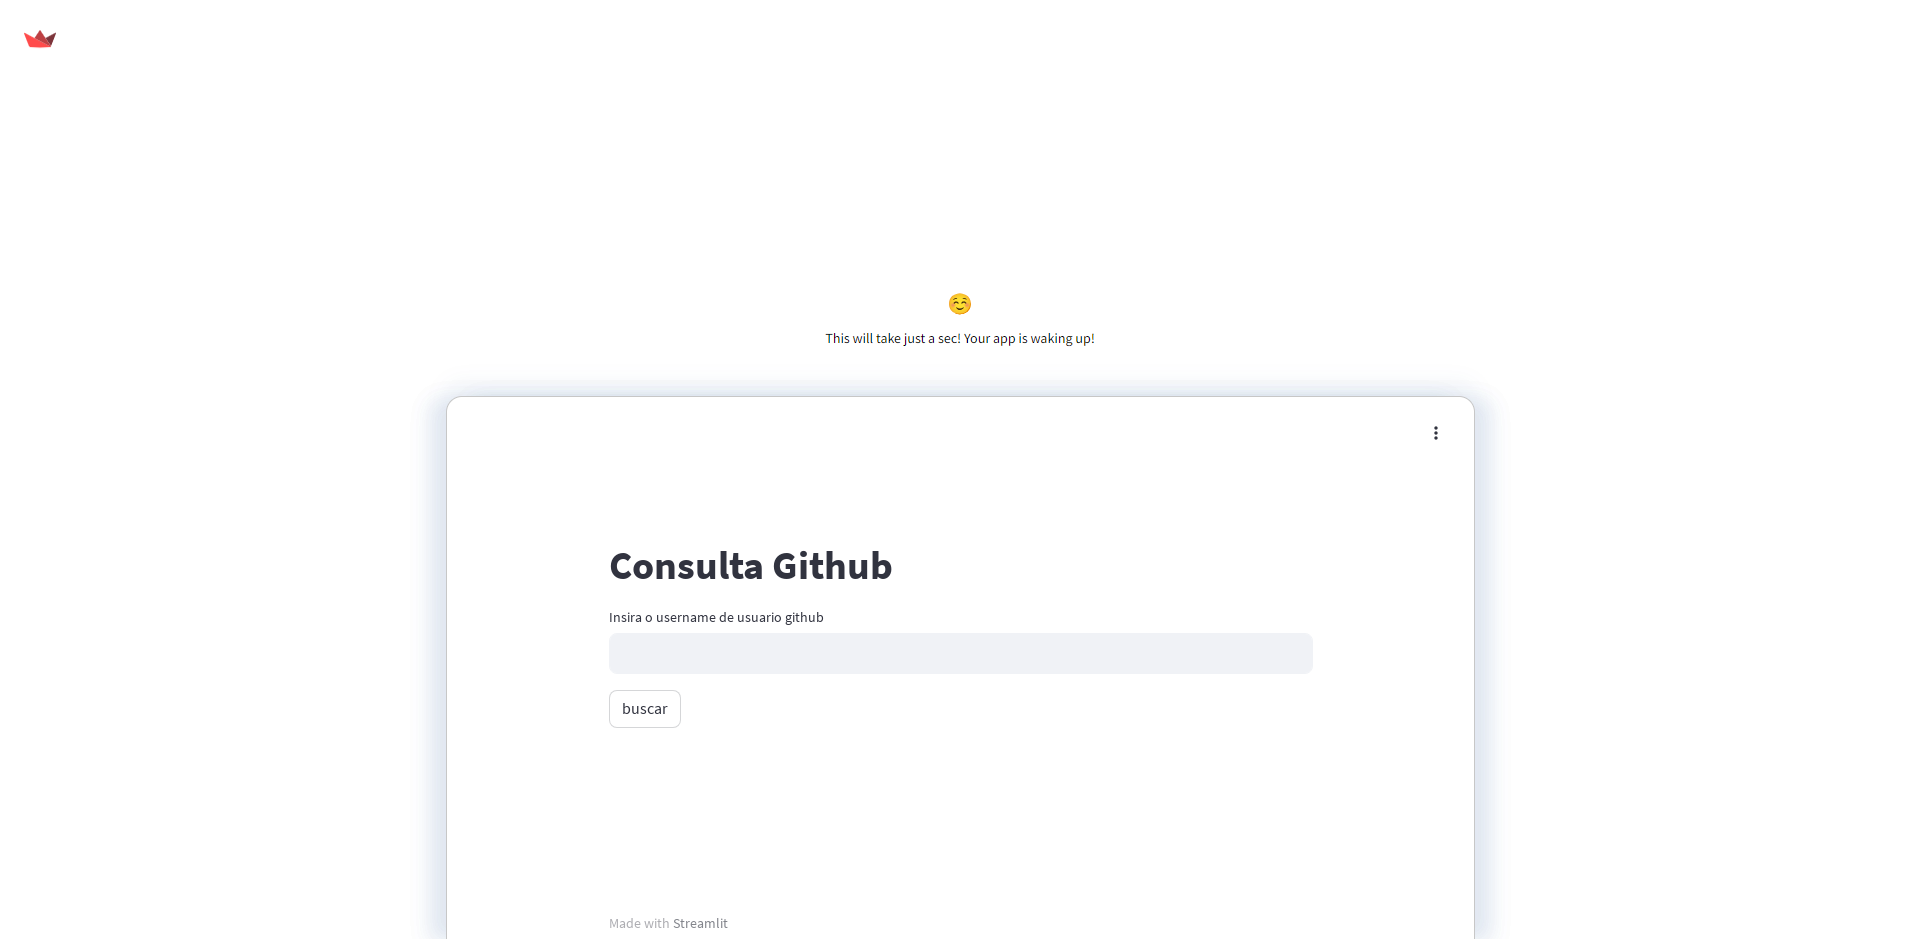 This will take just a sec! Your app is waking up!
Consulta Github
Insira o username de usuario github
buscar
Made with Streamlit